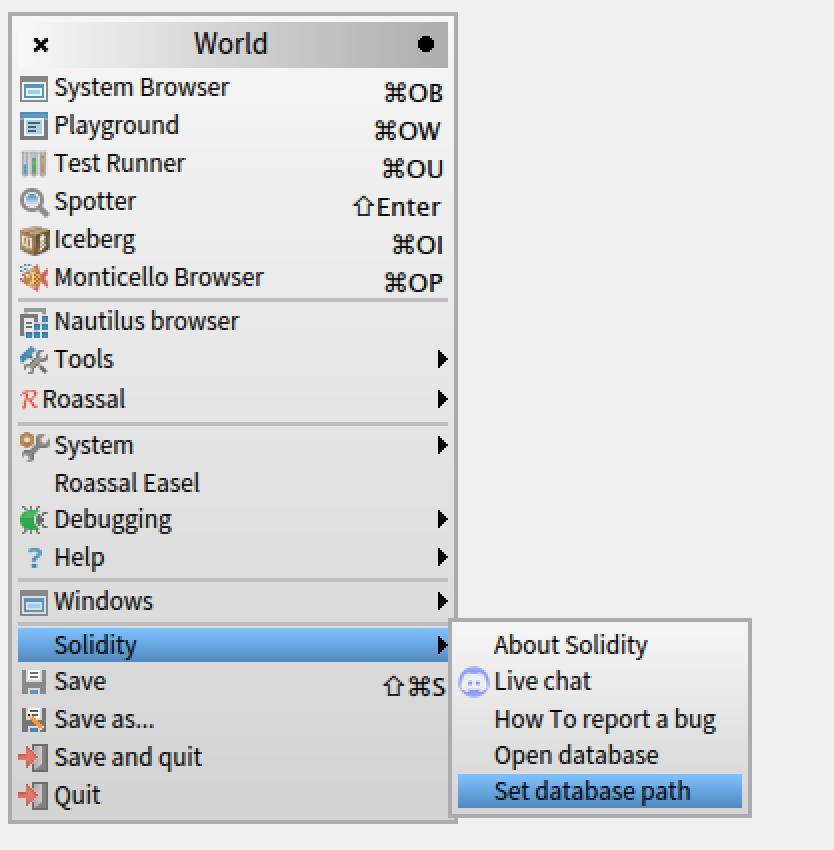 World
System Browser ⌘OB
Playground ⌘OW
Test Runner ⌘OU
Spotter ⇧Enter
Iceberg ⌘OI
Monticello Browser ⌘OP
Nautilus browser
Tools
R Roassal
System
Roassal Easel
Debugging
? Help
Windows
Solidity
Save ⇧⌘S
Save as...
Save and quit
Quit
About Solidity
Live chat
How To report a bug
Open database
Set database path